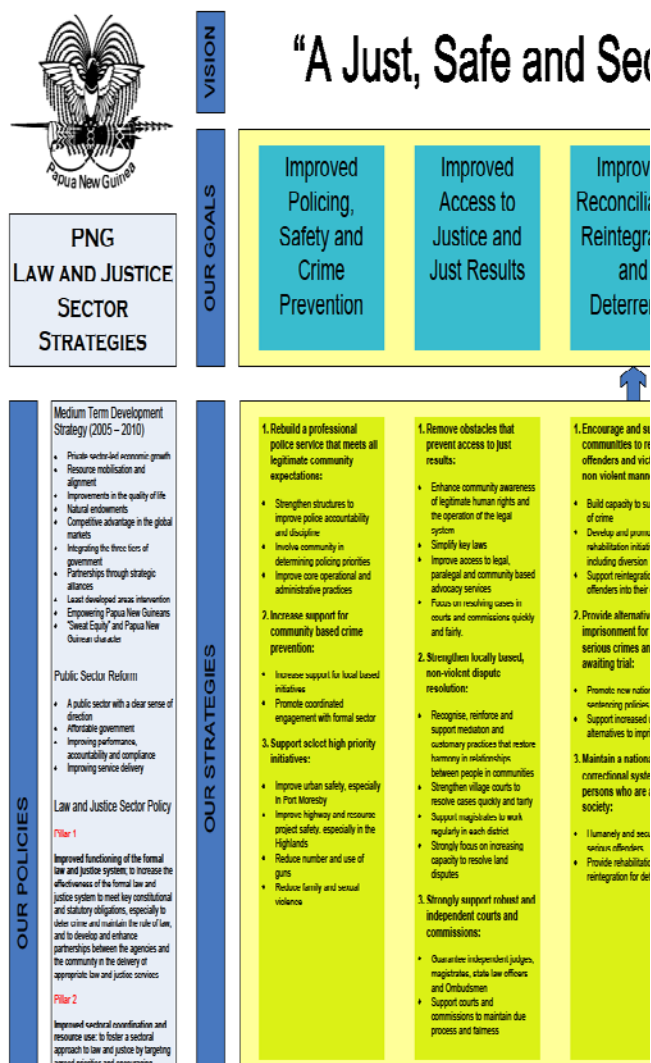 Papua New Guinea
PNG
LAW AND JUSTICE
SECTOR
STRATEGIES
VISION
“A Just, Safe and Sec
OUR GOALS
Improved
Policing,
Safety and
Crime
Prevention
Improved
Access to
Justice and
Just Results
Improv
Reconcilia
Reintegra
and
Deterren
OUR POLICIES
Medium Term Development
Strategy (2005 – 2010)
• Private sector-led economic growth
• Resource mobilisation and
alignment
• Improvements in the quality of life
• Natural endowments
• Competitive advantage in the global
markets
• Integrating the three tiers of
government
• Partnerships through strategic
alliances
• Least developed areas intervention
• Empowering Papua New Guineans
• "Sweat Equity" and Papua New
Guinean character
Public Sector Reform
• A public sector with a clear sense of
direction
• Affordable government
• Improving performance,
accountability and compliance
• Improving service delivery
Law and Justice Sector Policy
Pillar 1
Improved functioning of the formal
law and justice system; to increase the
effectiveness of the formal law and
justice system to meet key constitutional
and statutory obligations, especially to
deter crime and maintain the rule of law,
and to develop and enhance
partnerships between the agencies and
the community in the delivery of
appropriate law and justice services
Pillar 2
Improved sectoral coordination and
resource use: to foster a sectoral
approach to law and justice by targeting
OUR STRATEGIES
1. Rebuild a professional
police service that meets all
legitimate community
expectations:
• Strengthen structures to
improve police accountability
and discipline
• Involve community in
determining policing priorities
• Improve core operational and
administrative practices
2. Increase support for
community based crime
prevention:
• Increase support for local based
initiatives
• Promote coordinated
engagement with formal sector
3. Support select high priority
initiatives:
• Improve urban safety, especially
in Port Moresby
• Improve highway and resource
project safety, especially in the
Highlands
• Reduce number and use of
guns
• Reduce family and sexual
violence
1. Remove obstacles that
prevent access to just
results:
• Enhance community awareness
of legitimate human rights and
the operation of the legal
system
• Simplify key laws
• Improve access to legal,
paralegal and community based
advocacy services
• Focus on resolving cases in
courts and commissions quickly
and fairly.
2. Strengthen locally based,
non-violent dispute
resolution:
• Recognise, reinforce and
support mediation and
customary practices that restore
harmony in relationships
between people in communities
• Strengthen village courts to
resolve cases quickly and fairly
• Support magistrates to work
regularly in each district
• Strongly focus on increasing
capacity to resolve land
disputes
3. Strongly support robust and
independent courts and
commissions:
• Guarantee independent judges,
magistrates, state law officers
and Ombudsmen
• Support courts and
commissions to maintain due
process and fairness
1. Encourage and su
communities to re
offenders and vict
non violent manne
• Build capacity to su
of crime
• Develop and promo
rehabilitation initiati
including diversion
• Support reintegratio
offenders into their
2. Provide alternativ
imprisonment for
serious crimes an
awaiting trial:
• Promote new nation
sentencing policies
• Support increased
alternatives to impri
3. Maintain a nationa
correctional syste
persons who are a
society:
• Humanely and secu
serious offenders
• Provide rehabilitatio
reintegration for det